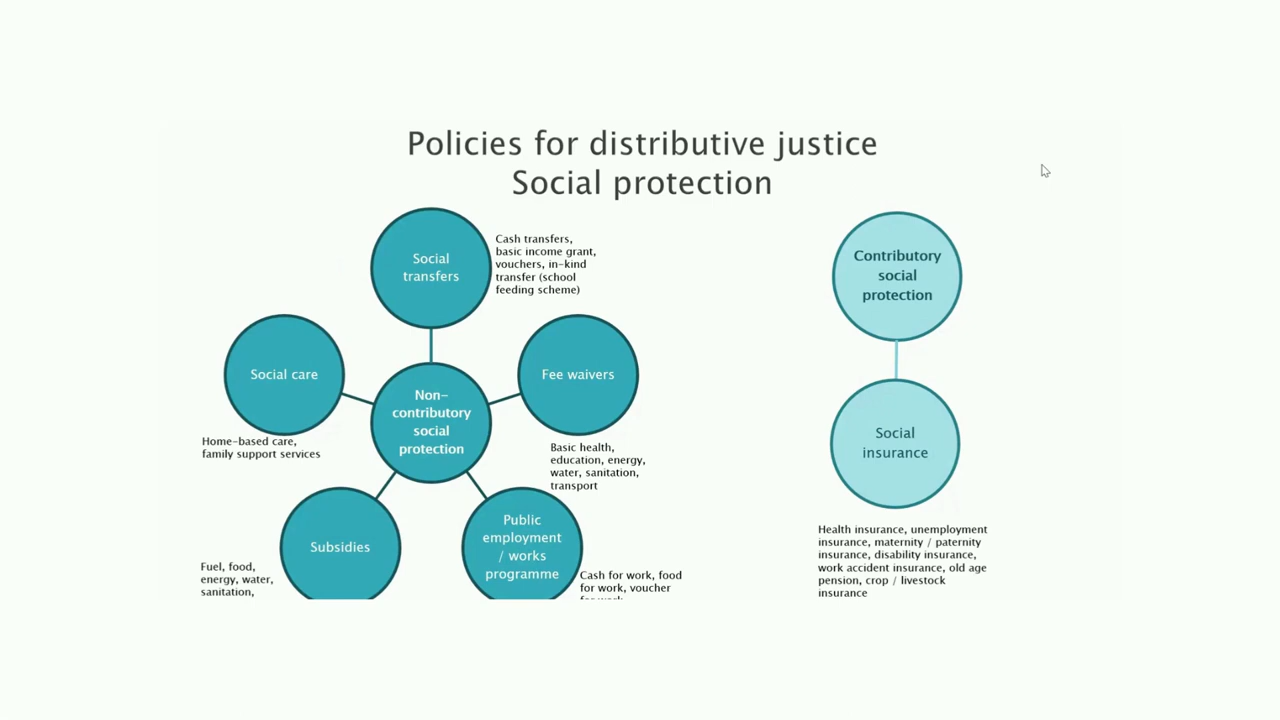 Policies for distributive justice
Social protection
Social
transfers
Cash transfers,
basic income grant,
vouchers, in-kind
transfer (school
feeding scheme)
Social care
Home-based care,
family support services
Non-
contributory
social
protection
Fee waivers
Basic health,
education, energy,
water, sanitation,
transport
Subsidies
Fuel, food,
energy, water,
sanitation,
Public
employment
/ works
programme
Cash for work, food
for work, voucher
Contributory
social
protection
Social
insurance
Health insurance, unemployment
insurance, maternity / paternity
insurance, disability insurance,
work accident insurance, old age
pension, crop / livestock
insurance